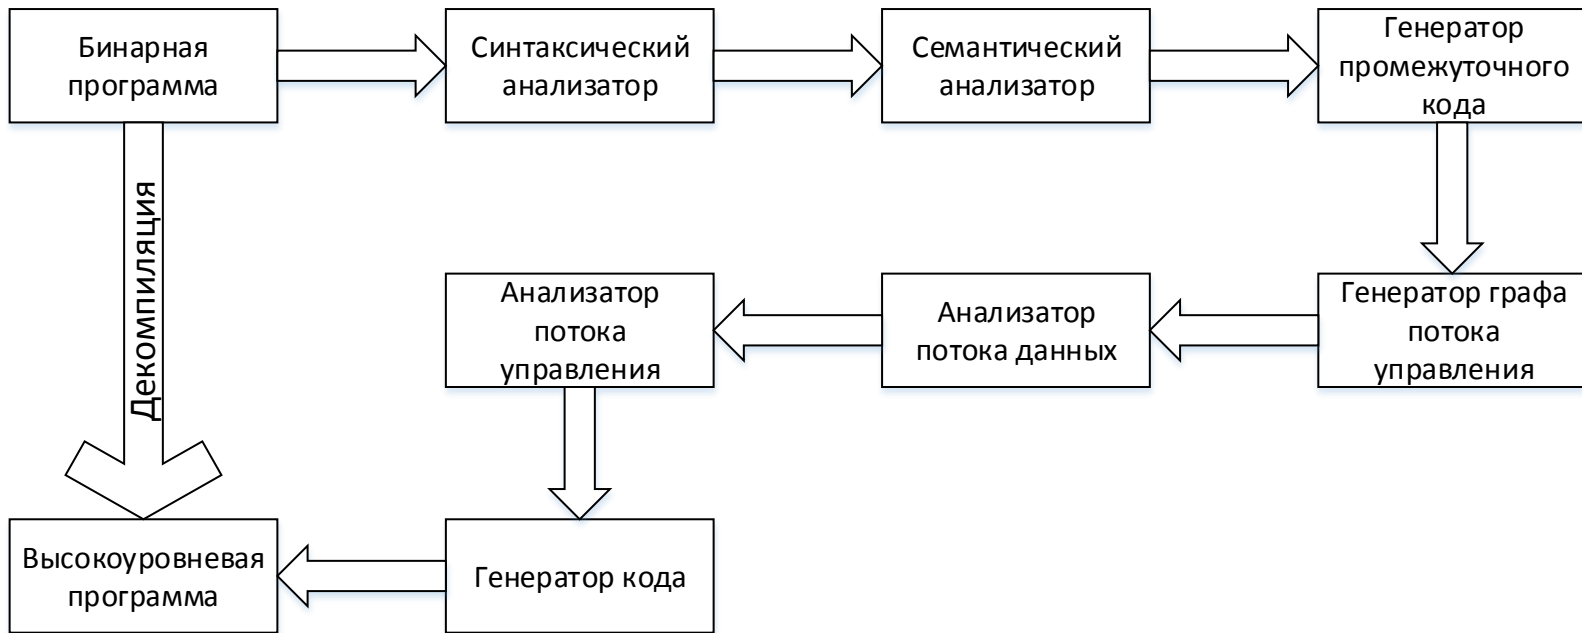 Бинарная
программа
Синтаксический
анализатор
Семантический
анализатор
Генератор
промежуточного
кода
Декомпиляция
Анализатор
потока
управления
Анализатор
потока данных
Генератор графа
потока
управления
Высокоуровневая
программа
Генератор кода